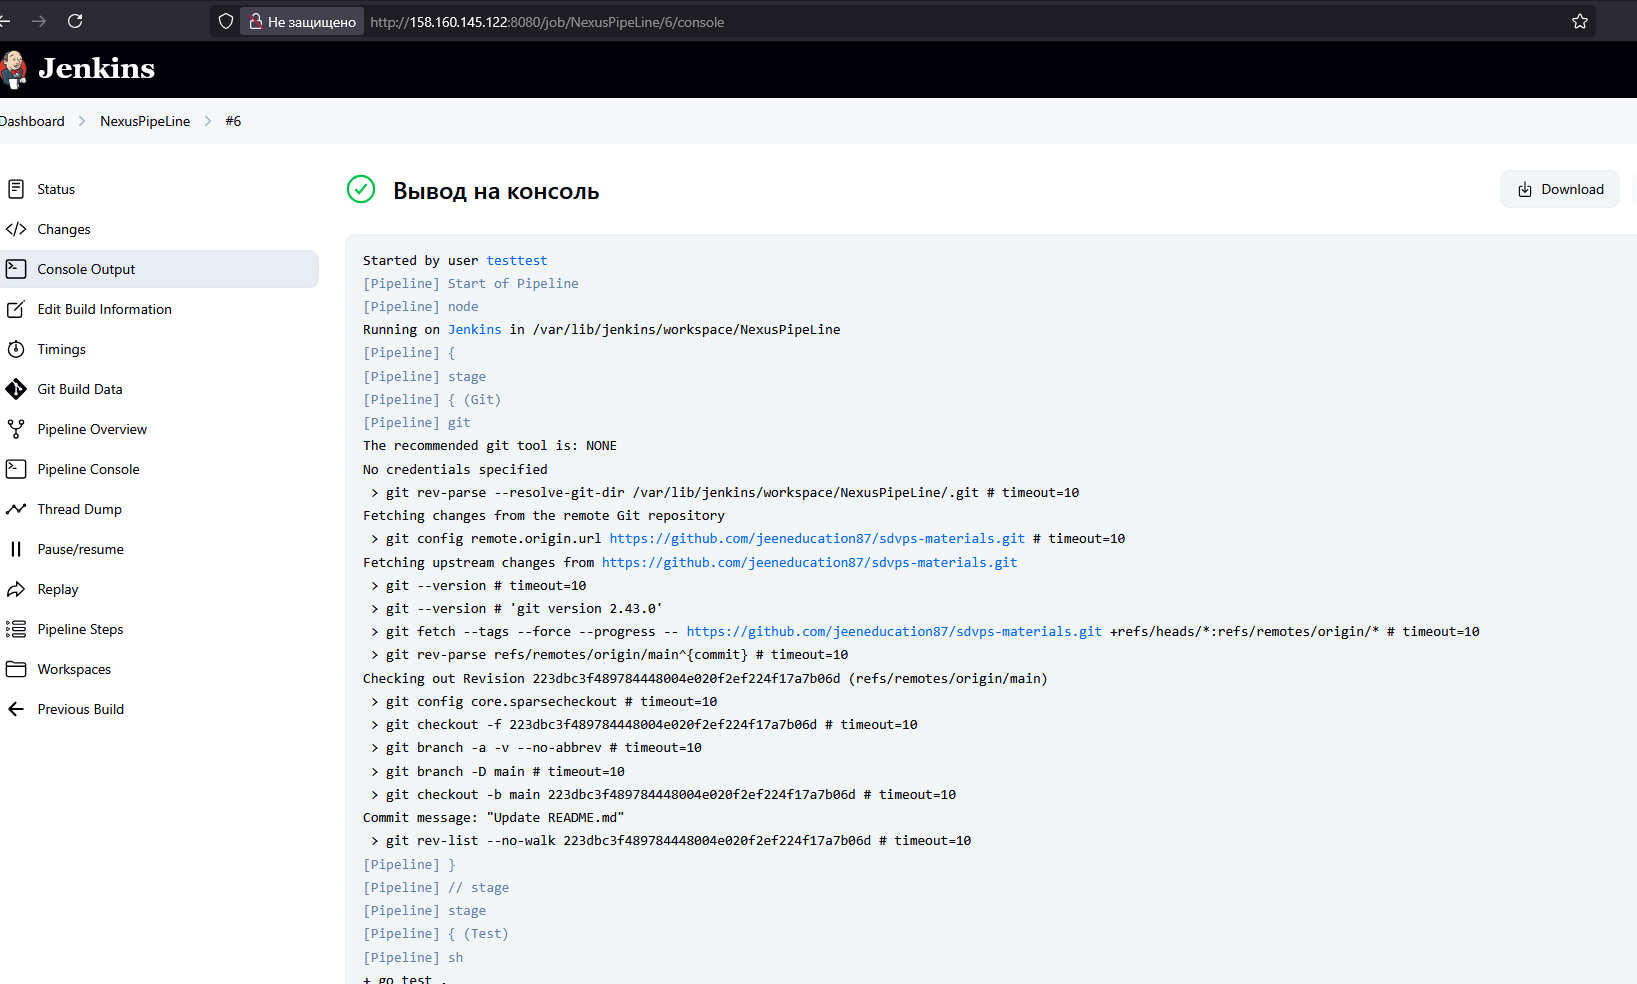 Не защищено http://158.160.145.122:8080/job/NexusPipeLine/6/console
Jenkins
Dashboard > NexusPipeLine > #6
Status
Changes
Console Output
Edit Build Information
Timings
Git Build Data
Pipeline Overview
Pipeline Console
Thread Dump
Pause/resume
Replay
Pipeline Steps
Workspaces
Previous Build
Вывод на консоль
Download
Started by user testtest
[Pipeline] Start of Pipeline
[Pipeline] node
Running on Jenkins in /var/lib/jenkins/workspace/NexusPipeLine
[Pipeline] {
[Pipeline] stage
[Pipeline] { (Git)
[Pipeline] git
The recommended git tool is: NONE
No credentials specified
> git rev-parse --resolve-git-dir /var/lib/jenkins/workspace/NexusPipeLine/.git # timeout=10
Fetching changes from the remote Git repository
> git config remote.origin.url https://github.com/jeeneducation87/sdvps-materials.git # timeout=10
Fetching upstream changes from https://github.com/jeeneducation87/sdvps-materials.git
> git --version # timeout=10
> git --version # 'git version 2.43.0'
> git fetch --tags --force --progress -- https://github.com/jeeneducation87/sdvps-materials.git +refs/heads/*:refs/remotes/origin/* # timeout=10
> git rev-parse refs/remotes/origin/main^{commit} # timeout=10
Checking out Revision 223dbc3f489784448004e020f2ef224f17a7b06d (refs/remotes/origin/main)
> git config core.sparsecheckout # timeout=10
> git checkout -f 223dbc3f489784448004e020f2ef224f17a7b06d # timeout=10
> git branch -a -v --no-abbrev # timeout=10
> git branch -D main # timeout=10
> git checkout -b main 223dbc3f489784448004e020f2ef224f17a7b06d # timeout=10
Commit message: "Update README.md"
> git rev-list --no-walk 223dbc3f489784448004e020f2ef224f17a7b06d # timeout=10
[Pipeline] }
[Pipeline] // stage
[Pipeline] stage
[Pipeline] { (Test)
[Pipeline] sh
+ go test .